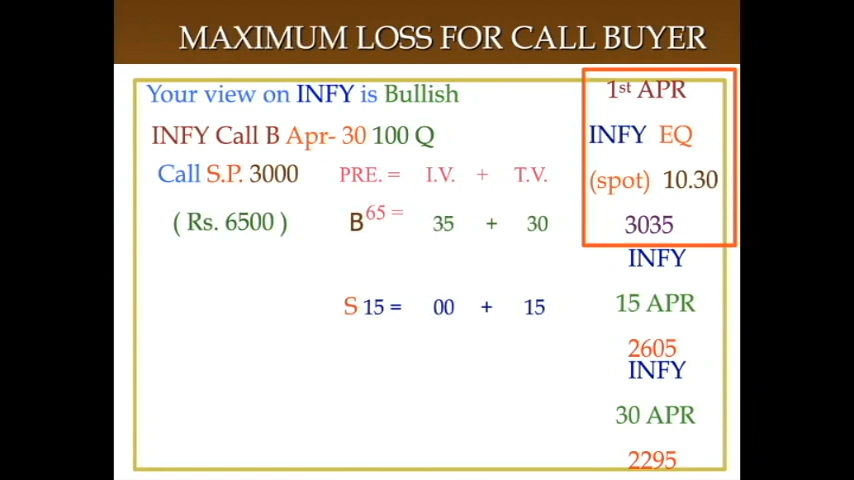 MAXIMUM LOSS FOR CALL BUYER
Your view on INFY is Bullish
INFY Call B Apr- 30 100 Q
Call S.P. 3000 PRE. = I.V. + T.V.
( Rs. 6500 ) B 65 = 35 + 30
S 15 = 00 + 15
1st APR
INFY EQ
(spot) 10.30
3035
INFY
15 APR
2605
INFY
30 APR
2295